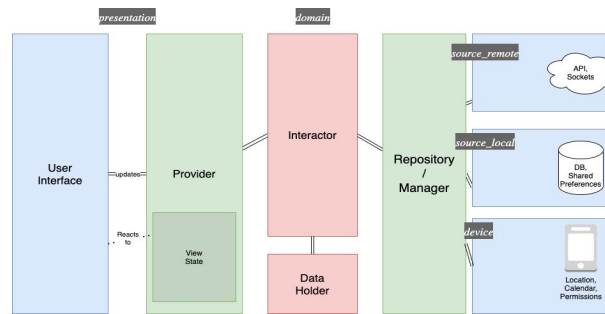 presentation
domain
source_remote
API,
Sockets
Interactor
source_local
User
Interface
updates
Provider
Repository
/
Manager
DB,
Shared
Preferences
Reacts
to
View
State
device
Data
Holder
Location,
Calendar,
Permissions